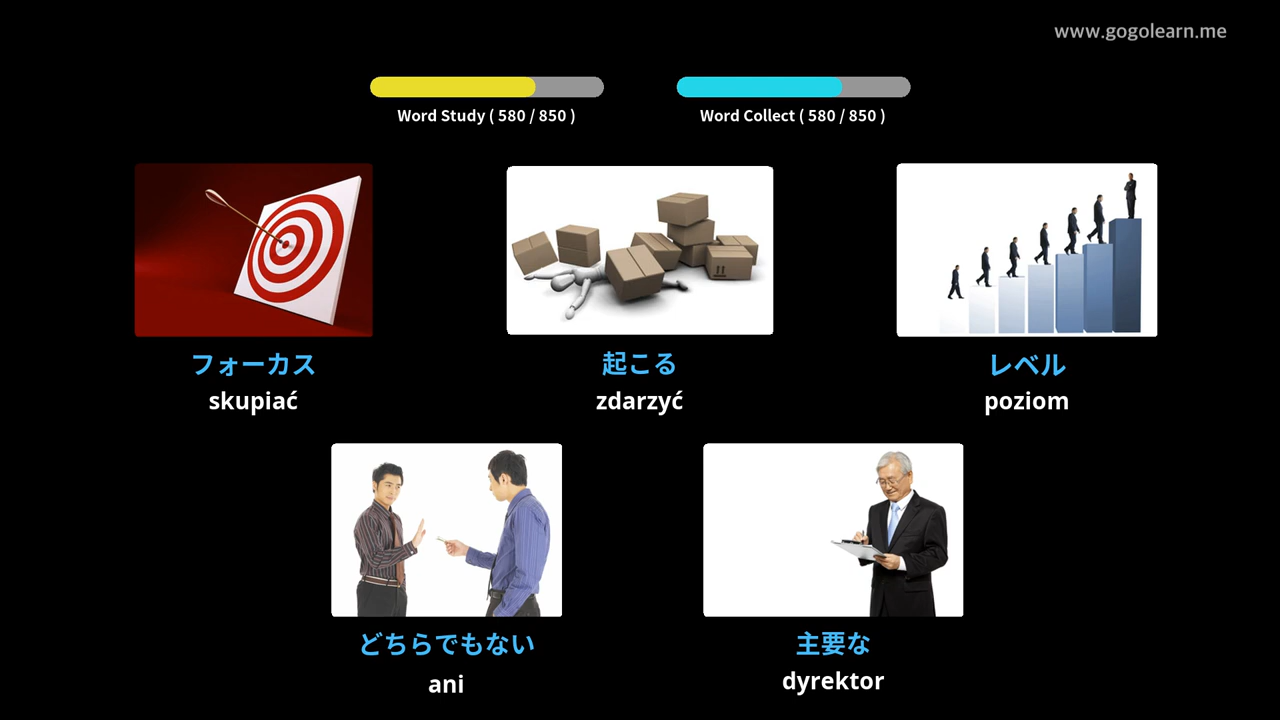 www.gogolearn.me
Word Study ( 580 / 850 )
Word Collect ( 580 / 850 )
フォーカス
skupiać
起こる
zdarzyć
レベル
poziom
どちらでもない
ani
主要な
dyrektor